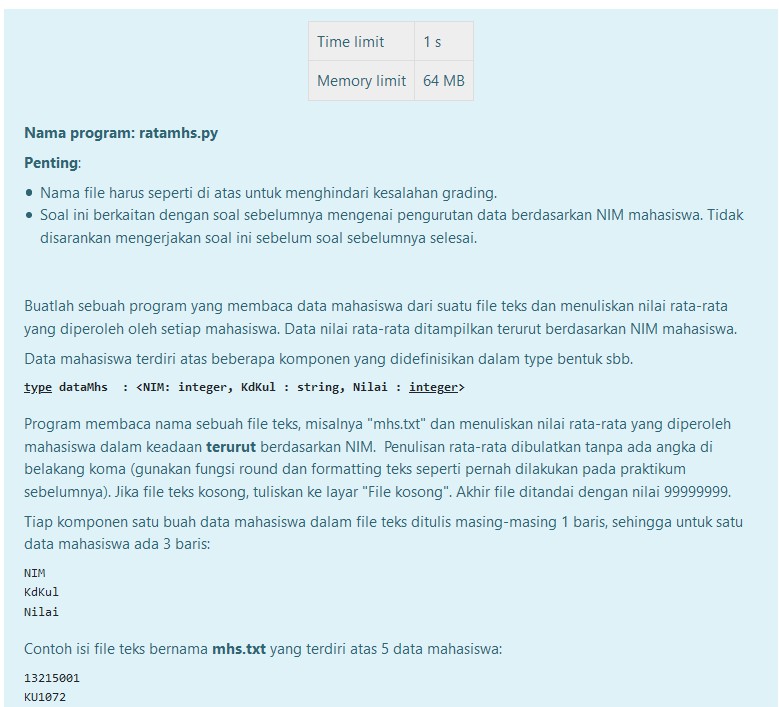 Time limit 1 s
Memory limit 64 MB
Nama program: ratamhs.py
Penting:
• Nama file harus seperti di atas untuk menghindari kesalahan grading.
• Soal ini berkaitan dengan soal sebelumnya mengenai pengurutan data berdasarkan NIM mahasiswa. Tidak
disarankan mengerjakan soal ini sebelum soal sebelumnya selesai.
Buatlah sebuah program yang membaca data mahasiswa dari suatu file teks dan menuliskan nilai rata-rata
yang diperoleh oleh setiap mahasiswa. Data nilai rata-rata ditampilkan terurut berdasarkan NIM mahasiswa.
Data mahasiswa terdiri atas beberapa komponen yang didefinisikan dalam type bentuk sbb.
type dataMhs : <NIM: integer, KdKul : string, Nilai : integer>
Program membaca nama sebuah file teks, misalnya "mhs.txt" dan menuliskan nilai rata-rata yang diperoleh
mahasiswa dalam keadaan terurut berdasarkan NIM. Penulisan rata-rata dibulatkan tanpa ada angka di
belakang koma (gunakan fungsi round dan formatting teks seperti pernah dilakukan pada praktikum
sebelumnya). Jika file teks kosong, tuliskan ke layar "File kosong". Akhir file ditandai dengan nilai 99999999.
Tiap komponen satu buah data mahasiswa dalam file teks ditulis masing-masing 1 baris, sehingga untuk satu
data mahasiswa ada 3 baris:
NIM
KdKul
Nilai
Contoh isi file teks bernama mhs.txt yang terdiri atas 5 data mahasiswa:
13215001
KU1072